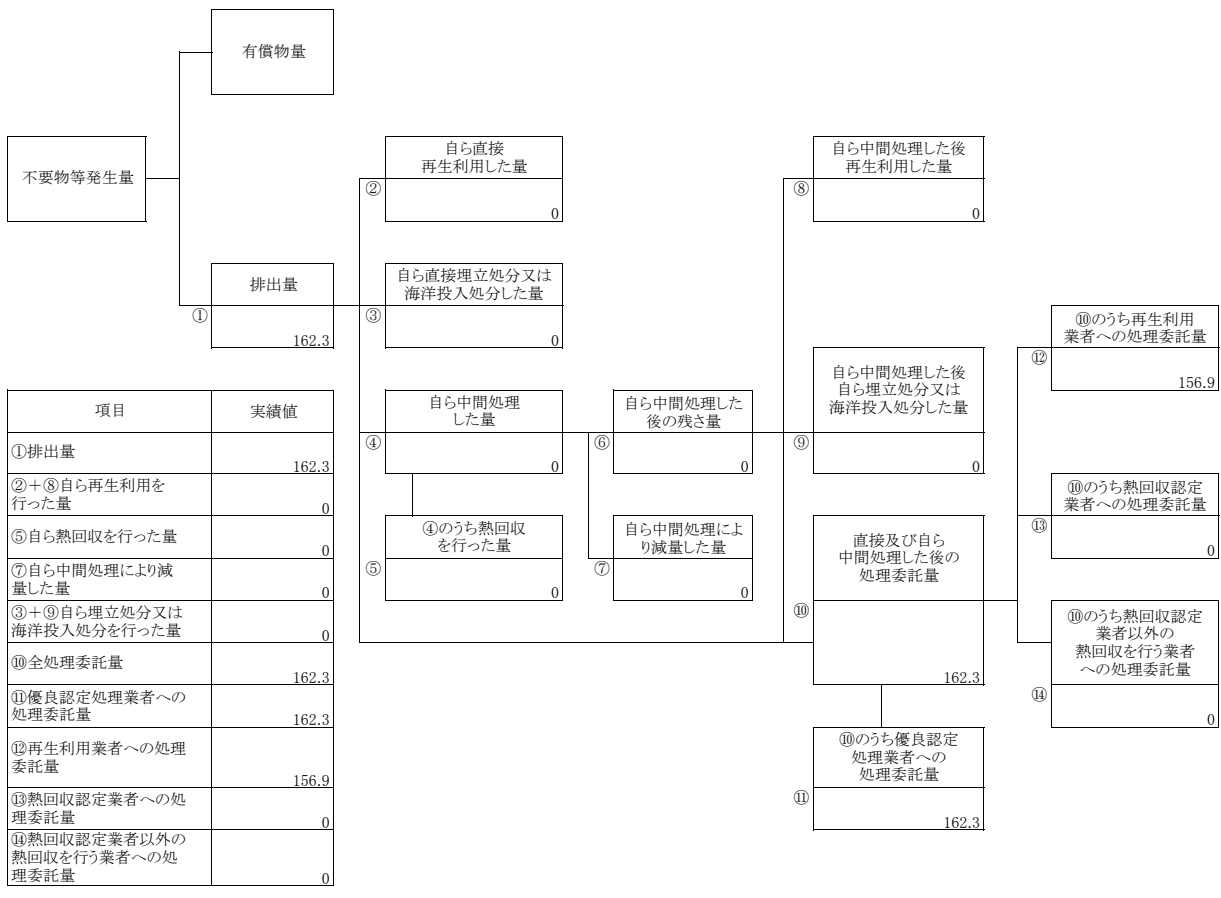 有償物量
不要物等発生量
排出量
①
162.3
自ら直接
再生利用した量
②
0
自ら直接埋立処分又は
海洋投入処分した量
③
0
自ら中間処理
した量
④
0
④のうち熱回収
を行った量
⑤
0
自ら中間処理した
後の残さ量
⑥
0
自ら中間処理によ
り減量した量
⑦
0
自ら中間処理した後
再生利用した量
⑧
0
自ら中間処理した後
自ら埋立処分又は
海洋投入処分した量
⑨
0
直接及び自ら
中間処理した後の
処理委託量
⑩
162.3
⑩のうち優良認定
処理業者への
処理委託量
⑪
162.3
⑩のうち再生利用
業者への処理委託量
⑫
156.9
⑩のうち熱回収認定
業者への処理委託量
⑬
0
⑩のうち熱回収認定
業者以外の
熱回収を行う業者
への処理委託量
⑭
0
項目 実績値
①排出量
162.3
②＋⑧自ら再生利用を
行った量
0
⑤自ら熱回収を行った量
0
⑦自ら中間処理により減
量した量
0
③＋⑨自ら埋立処分又は
海洋投入処分を行った量
0
⑩全処理委託量
162.3
⑪優良認定処理業者への
処理委託量
162.3
⑫再生利用業者への処理
委託量
156.9
⑬熱回収認定業者への処
理委託量
0
⑭熱回収認定業者以外の
熱回収を行う業者への処
理委託量
0